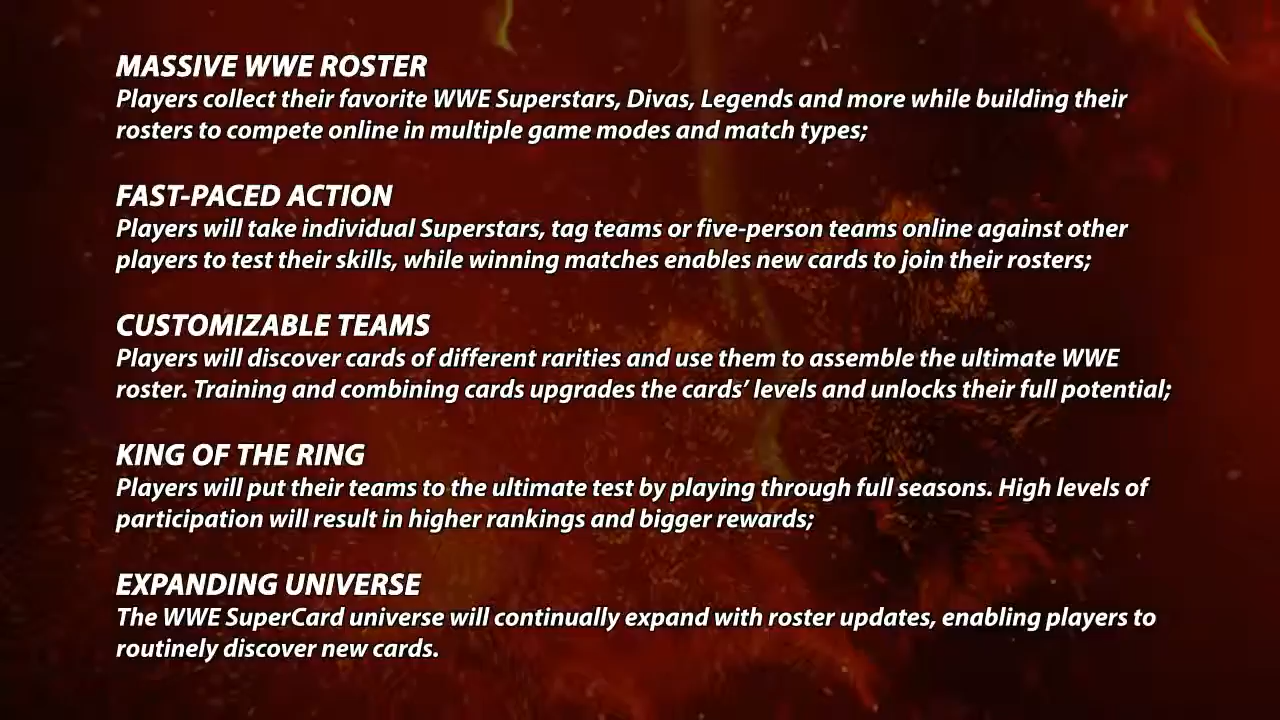 MASSIVE WWE ROSTER
Players collect their favorite WWE Superstars, Divas, Legends and more while building their
rosters to compete online in multiple game modes and match types;
FAST-PACED ACTION
Players will take individual Superstars, tag teams or five-person teams online against other
players to test their skills, while winning matches enables new cards to join their rosters;
CUSTOMIZABLE TEAMS
Players will discover cards of different rarities and use them to assemble the ultimate WWE
roster. Training and combining cards upgrades the cards’ levels and unlocks their full potential;
KING OF THE RING
Players will put their teams to the ultimate test by playing through full seasons. High levels of
participation will result in higher rankings and bigger rewards;
EXPANDING UNIVERSE
The WWE SuperCard universe will continually expand with roster updates, enabling players to
routinely discover new cards.